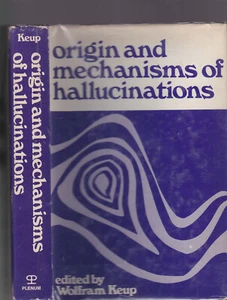 Keup
origin and mechanisms
of hallucinations
PLENUM
origin and
mechanisms of
hallucinations
edited by
Wolfram Keup